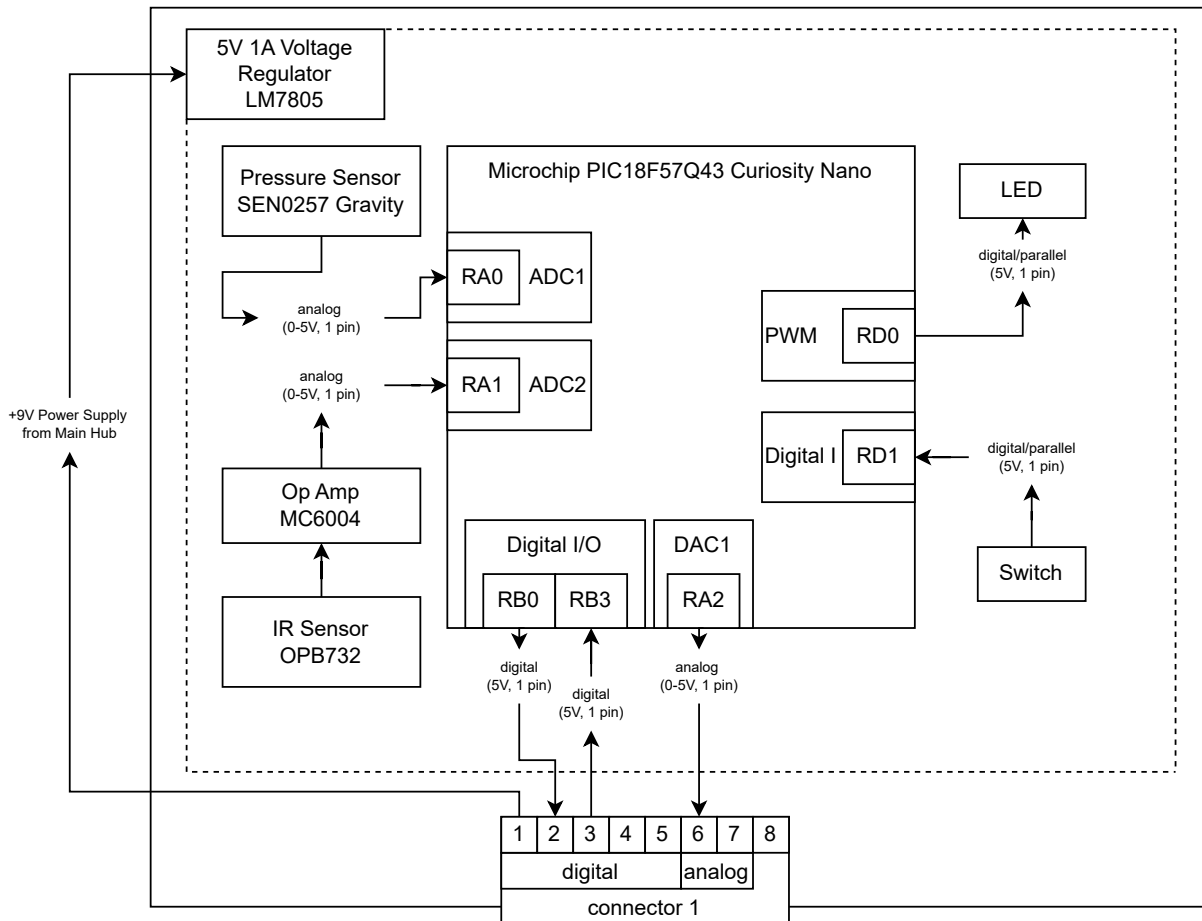 5V 1A Voltage
Regulator
LM7805
Pressure Sensor
SEN0257 Gravity
Microchip PIC18F57Q43 Curiosity Nano
LED
digital/parallel
(5V, 1 pin)
RA0
ADC1
analog
(0-5V, 1 pin)
PWM
RD0
RA1
ADC2
analog
(0-5V, 1 pin)
+9V Power Supply
from Main Hub
Digital I
RD1
digital/parallel
(5V, 1 pin)
Op Amp
MC6004
Digital I/O
DAC1
Switch
RB0
RB3
RA2
IR Sensor
OPB732
digital
(5V, 1 pin)
digital
(5V, 1 pin)
analog
(0-5V, 1 pin)
1 2 3 4 5 6 7 8
digital
analog
connector 1